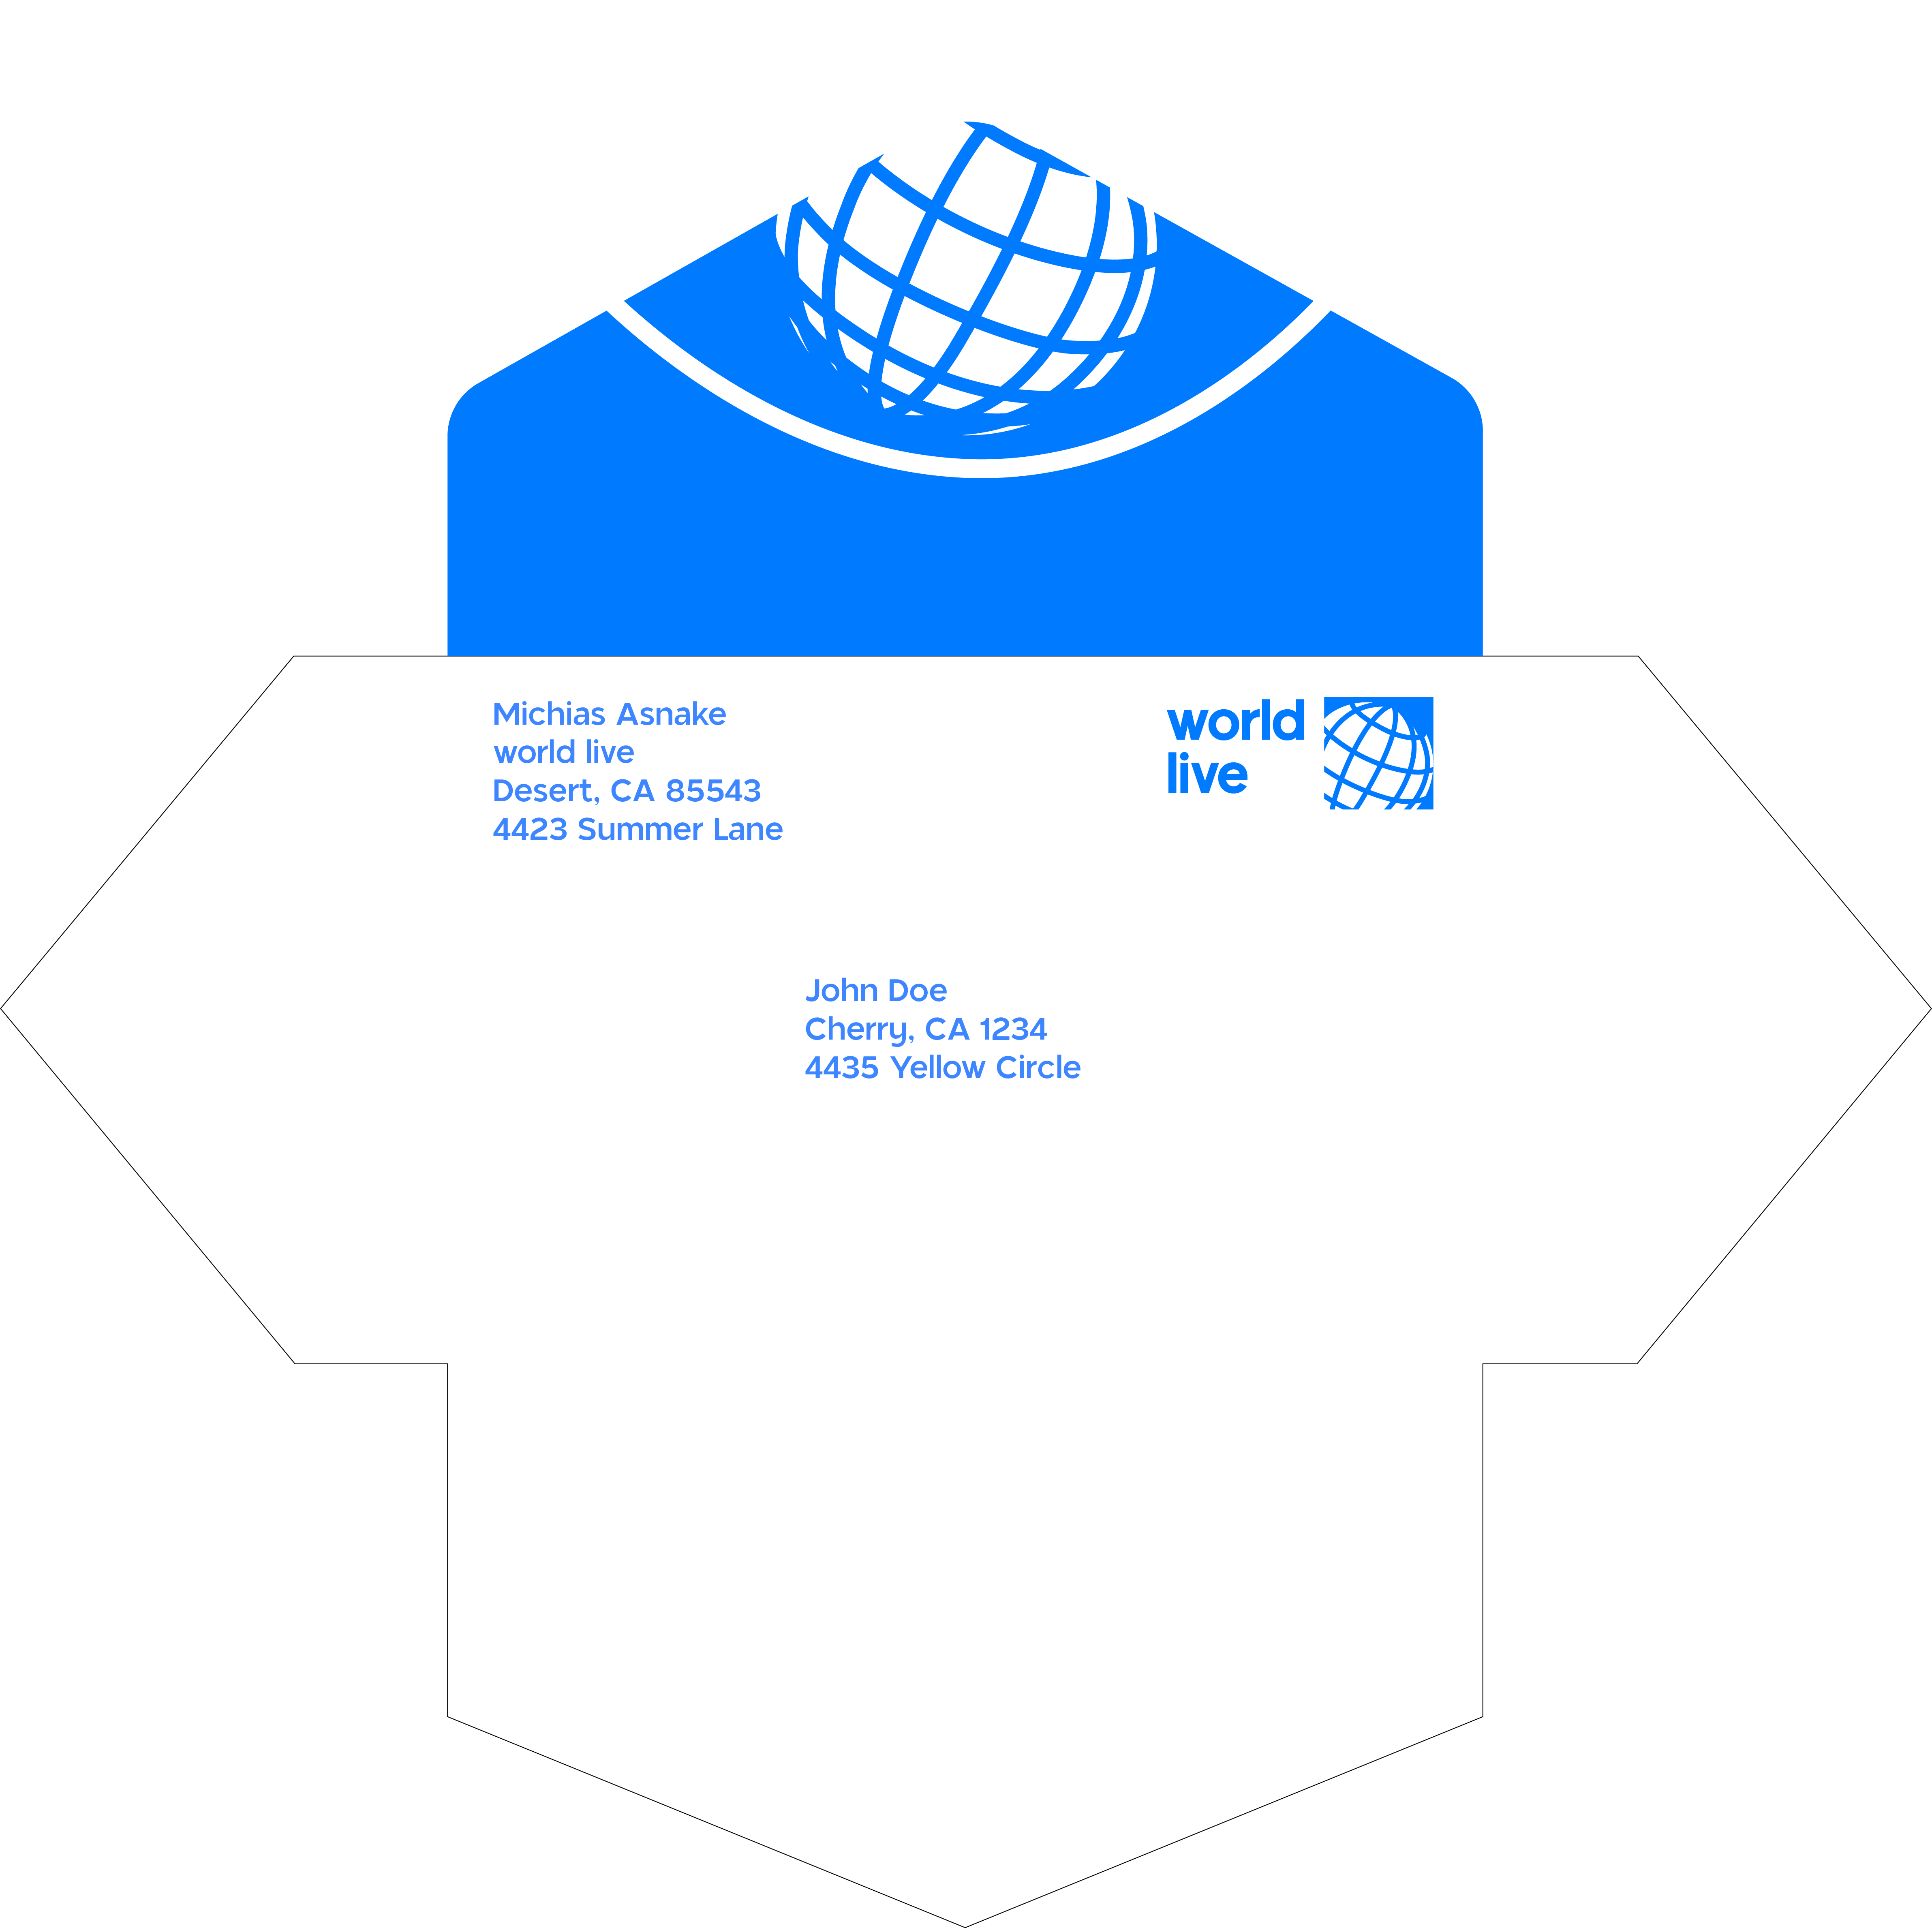 Michias Asnake
world live
Desert, CA 85543
4423 Summer Lane
world
live
John Doe
Cherry, CA 1234
4435 Yellow Circle